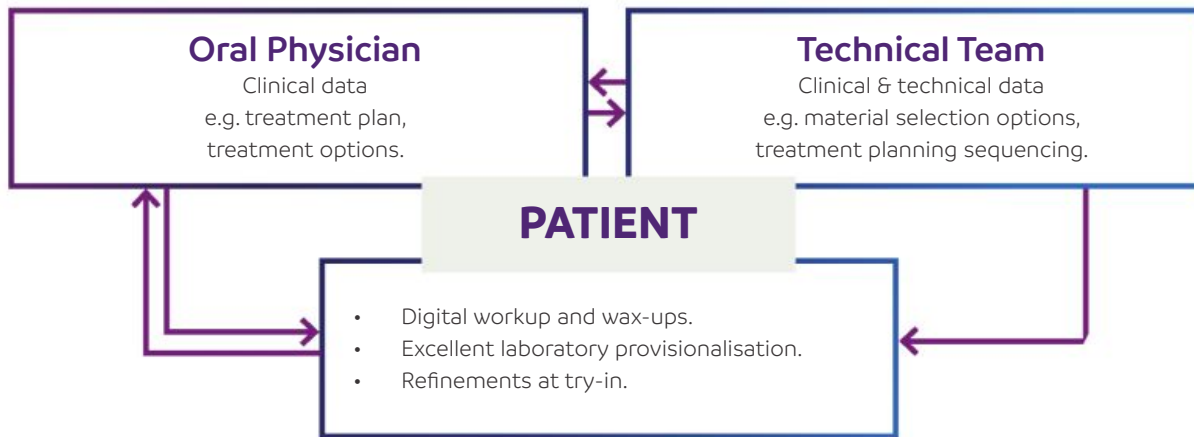 Oral Physician
Clinical data
e.g. treatment plan,
treatment options.
Technical Team
Clinical & technical data
e.g. material selection options,
treatment planning sequencing.
PATIENT
• Digital workup and wax-ups.
• Excellent laboratory provisionalisation.
• Refinements at try-in.